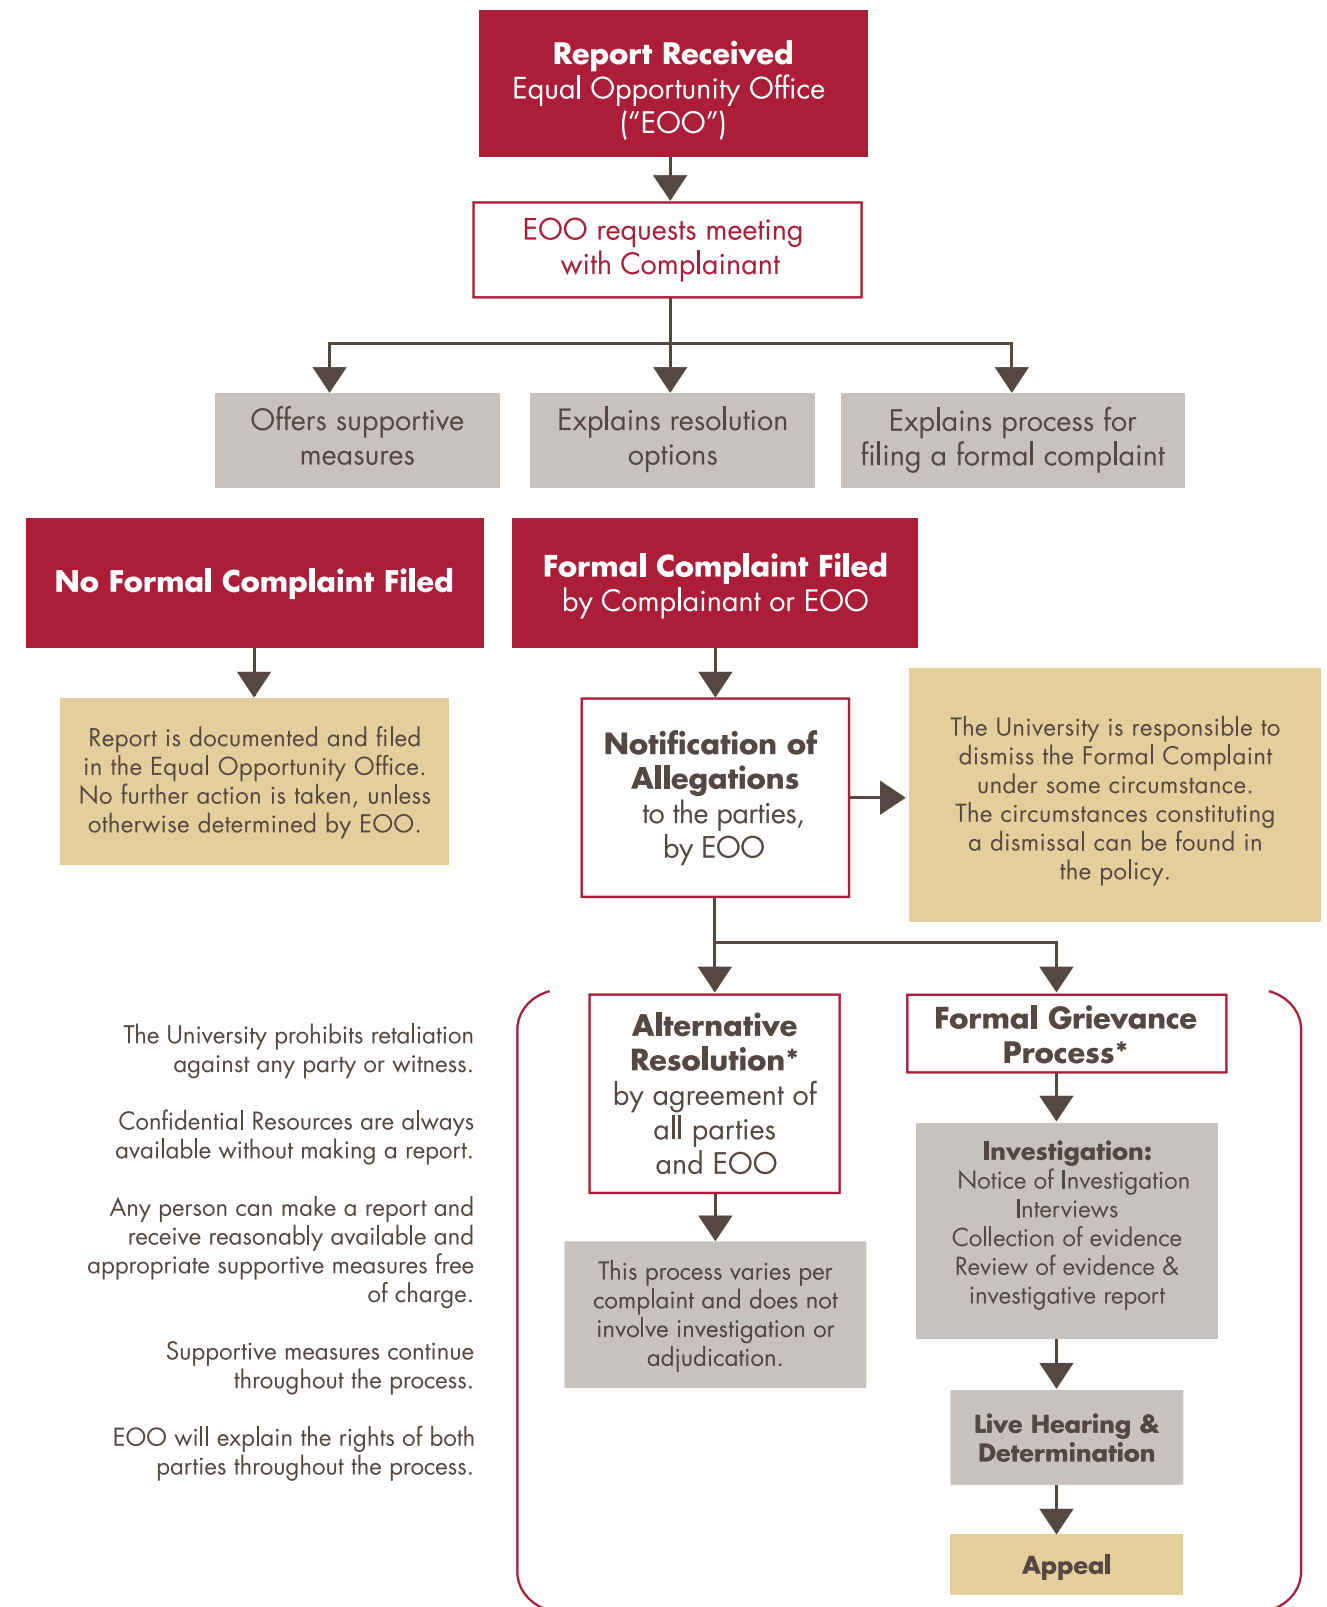 Report Received
Equal Opportunity Office
(“EOO”)
EOO requests meeting
with Complainant
Offers supportive
measures
Explains resolution
options
Explains process for
filing a formal complaint
No Formal Complaint Filed
Formal Complaint Filed
by Complainant or EOO
Report is documented and filed
in the Equal Opportunity Office.
No further action is taken, unless
otherwise determined by EOO.
Notification of
Allegations
to the parties,
by EOO
The University is responsible to
dismiss the Formal Complaint
under some circumstance.
The circumstances constituting
a dismissal can be found in
the policy.
The University prohibits retaliation
against any party or witness.
Confidential Resources are always
available without making a report.
Any person can make a report and
receive reasonably available and
appropriate supportive measures free
of charge.
Supportive measures continue
throughout the process.
EOO will explain the rights of both
parties throughout the process.
Alternative
Resolution*
by agreement of
all parties
and EOO
This process varies per
complaint and does not
involve investigation or
adjudication.
Formal Grievance
Process*
Investigation:
Notice of Investigation
Interviews
Collection of evidence
Review of evidence &
investigative report
Live Hearing &
Determination
Appeal